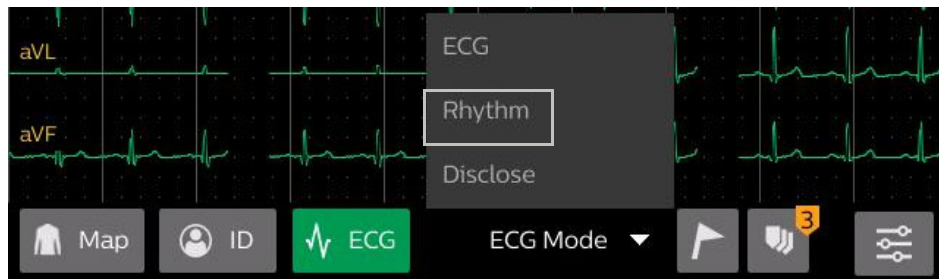 aVL
ECG
Rhythm
aVF
Disclose
Map
ID
ECG
ECG Mode
3